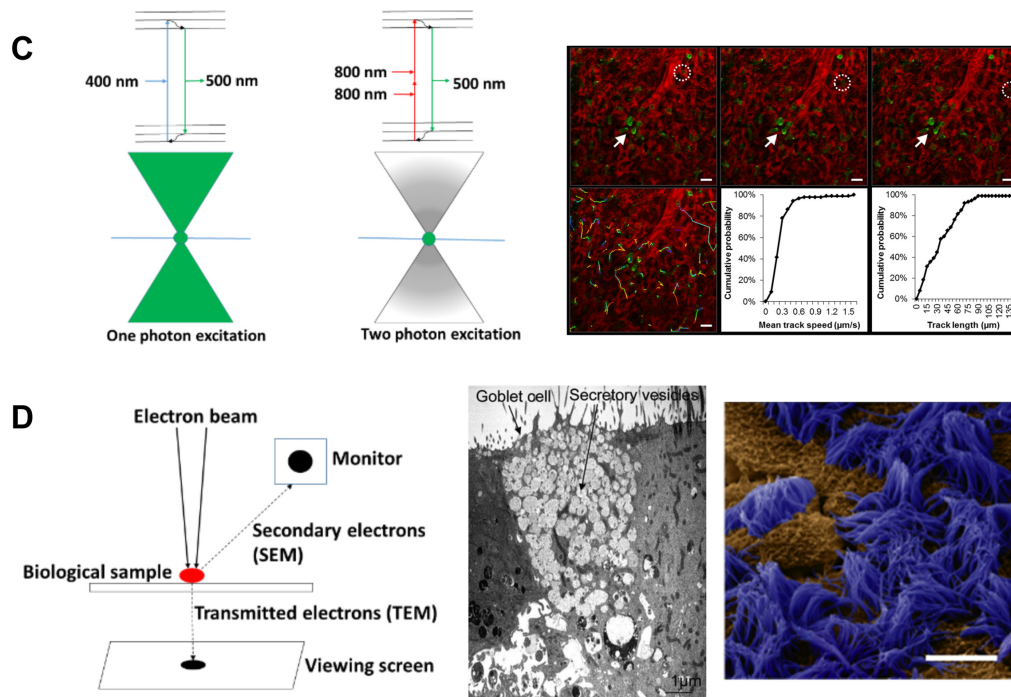 C
400 nm
500 nm
One photon excitation
800 nm
800 nm
500 nm
Two photon excitation
100%
80%
60%
40%
20%
0%
Cumulative probability
0
0.3
0.6
0.9
1.2
1.5
Mean track speed (µm/s)
100%
80%
60%
40%
20%
0%
Cumulative probability
0
15
30
45
60
75
90
105
120
135
Track length (µm)
D
Electron beam
Monitor
Secondary electrons
(SEM)
Biological sample
Transmitted electrons (TEM)
Viewing screen
Goblet cell
Secretory vesicles
1µm